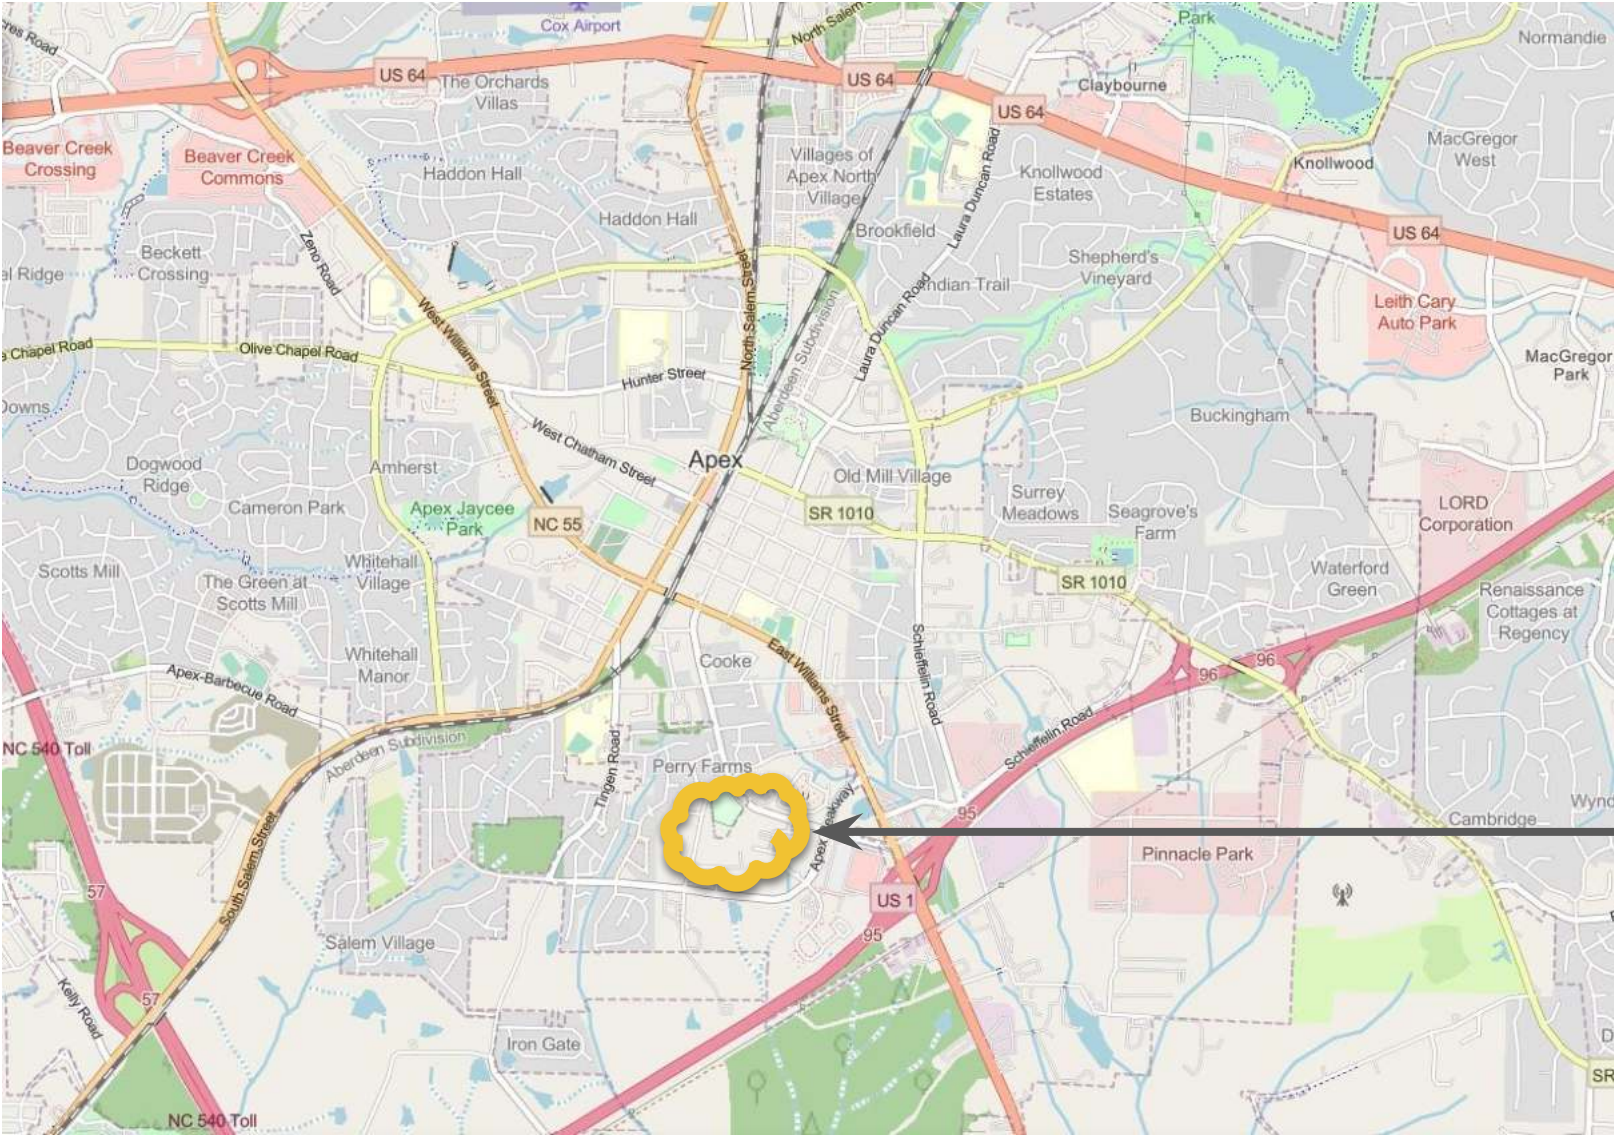 res Road
Cox Airport
North Salem
Park
Normandie
US 64
The Orchards
Villas
US 64
Claybourne
US 64
Beaver Creek
Crossing
Beaver Creek
Commons
Haddon Hall
Villages of
Apex North
Village
Laura Duncan Road
Knollwood
Estates
Knollwood
MacGregor
West
Haddon Hall
Brookfield
US 64
Zeno Road
Beckett
Crossing
el Ridge
North Salem Street
Indian Trail
Shepherd's
Vineyard
Leith Cary
Auto Park
West Williams Street
Aberdeen Subdivision
Laura Duncan Road
e Chapel Road
Olive Chapel Road
Hunter Street
MacGregor
Park
Downs
West Chatham Street
Buckingham
Dogwood
Ridge
Amherst
Apex
Old Mill Village
Cameron Park
Apex Jaycee
Park
NC 55
SR 1010
Surrey
Meadows
Seagrove's
Farm
LORD
Corporation
Scotts Mill
The Green at
Scotts Mill
Whitehall
Village
SR 1010
Waterford
Green
Renaissance
Cottages at
Regency
Whitehall
Manor
Cooke
East Williams Street
Schieffelin Road
96
96
Apex-Barbecue Road
NC 540 Toll
Aberdeen Subdivision
Tingen Road
Perry Farms
Schieffelin Road
South Salem Street
95
Cambridge
Wync
Pinnacle Park
57
US 1
95
Salem Village
Kelly Road
57
Iron Gate
D
SR
NC 540 Toll